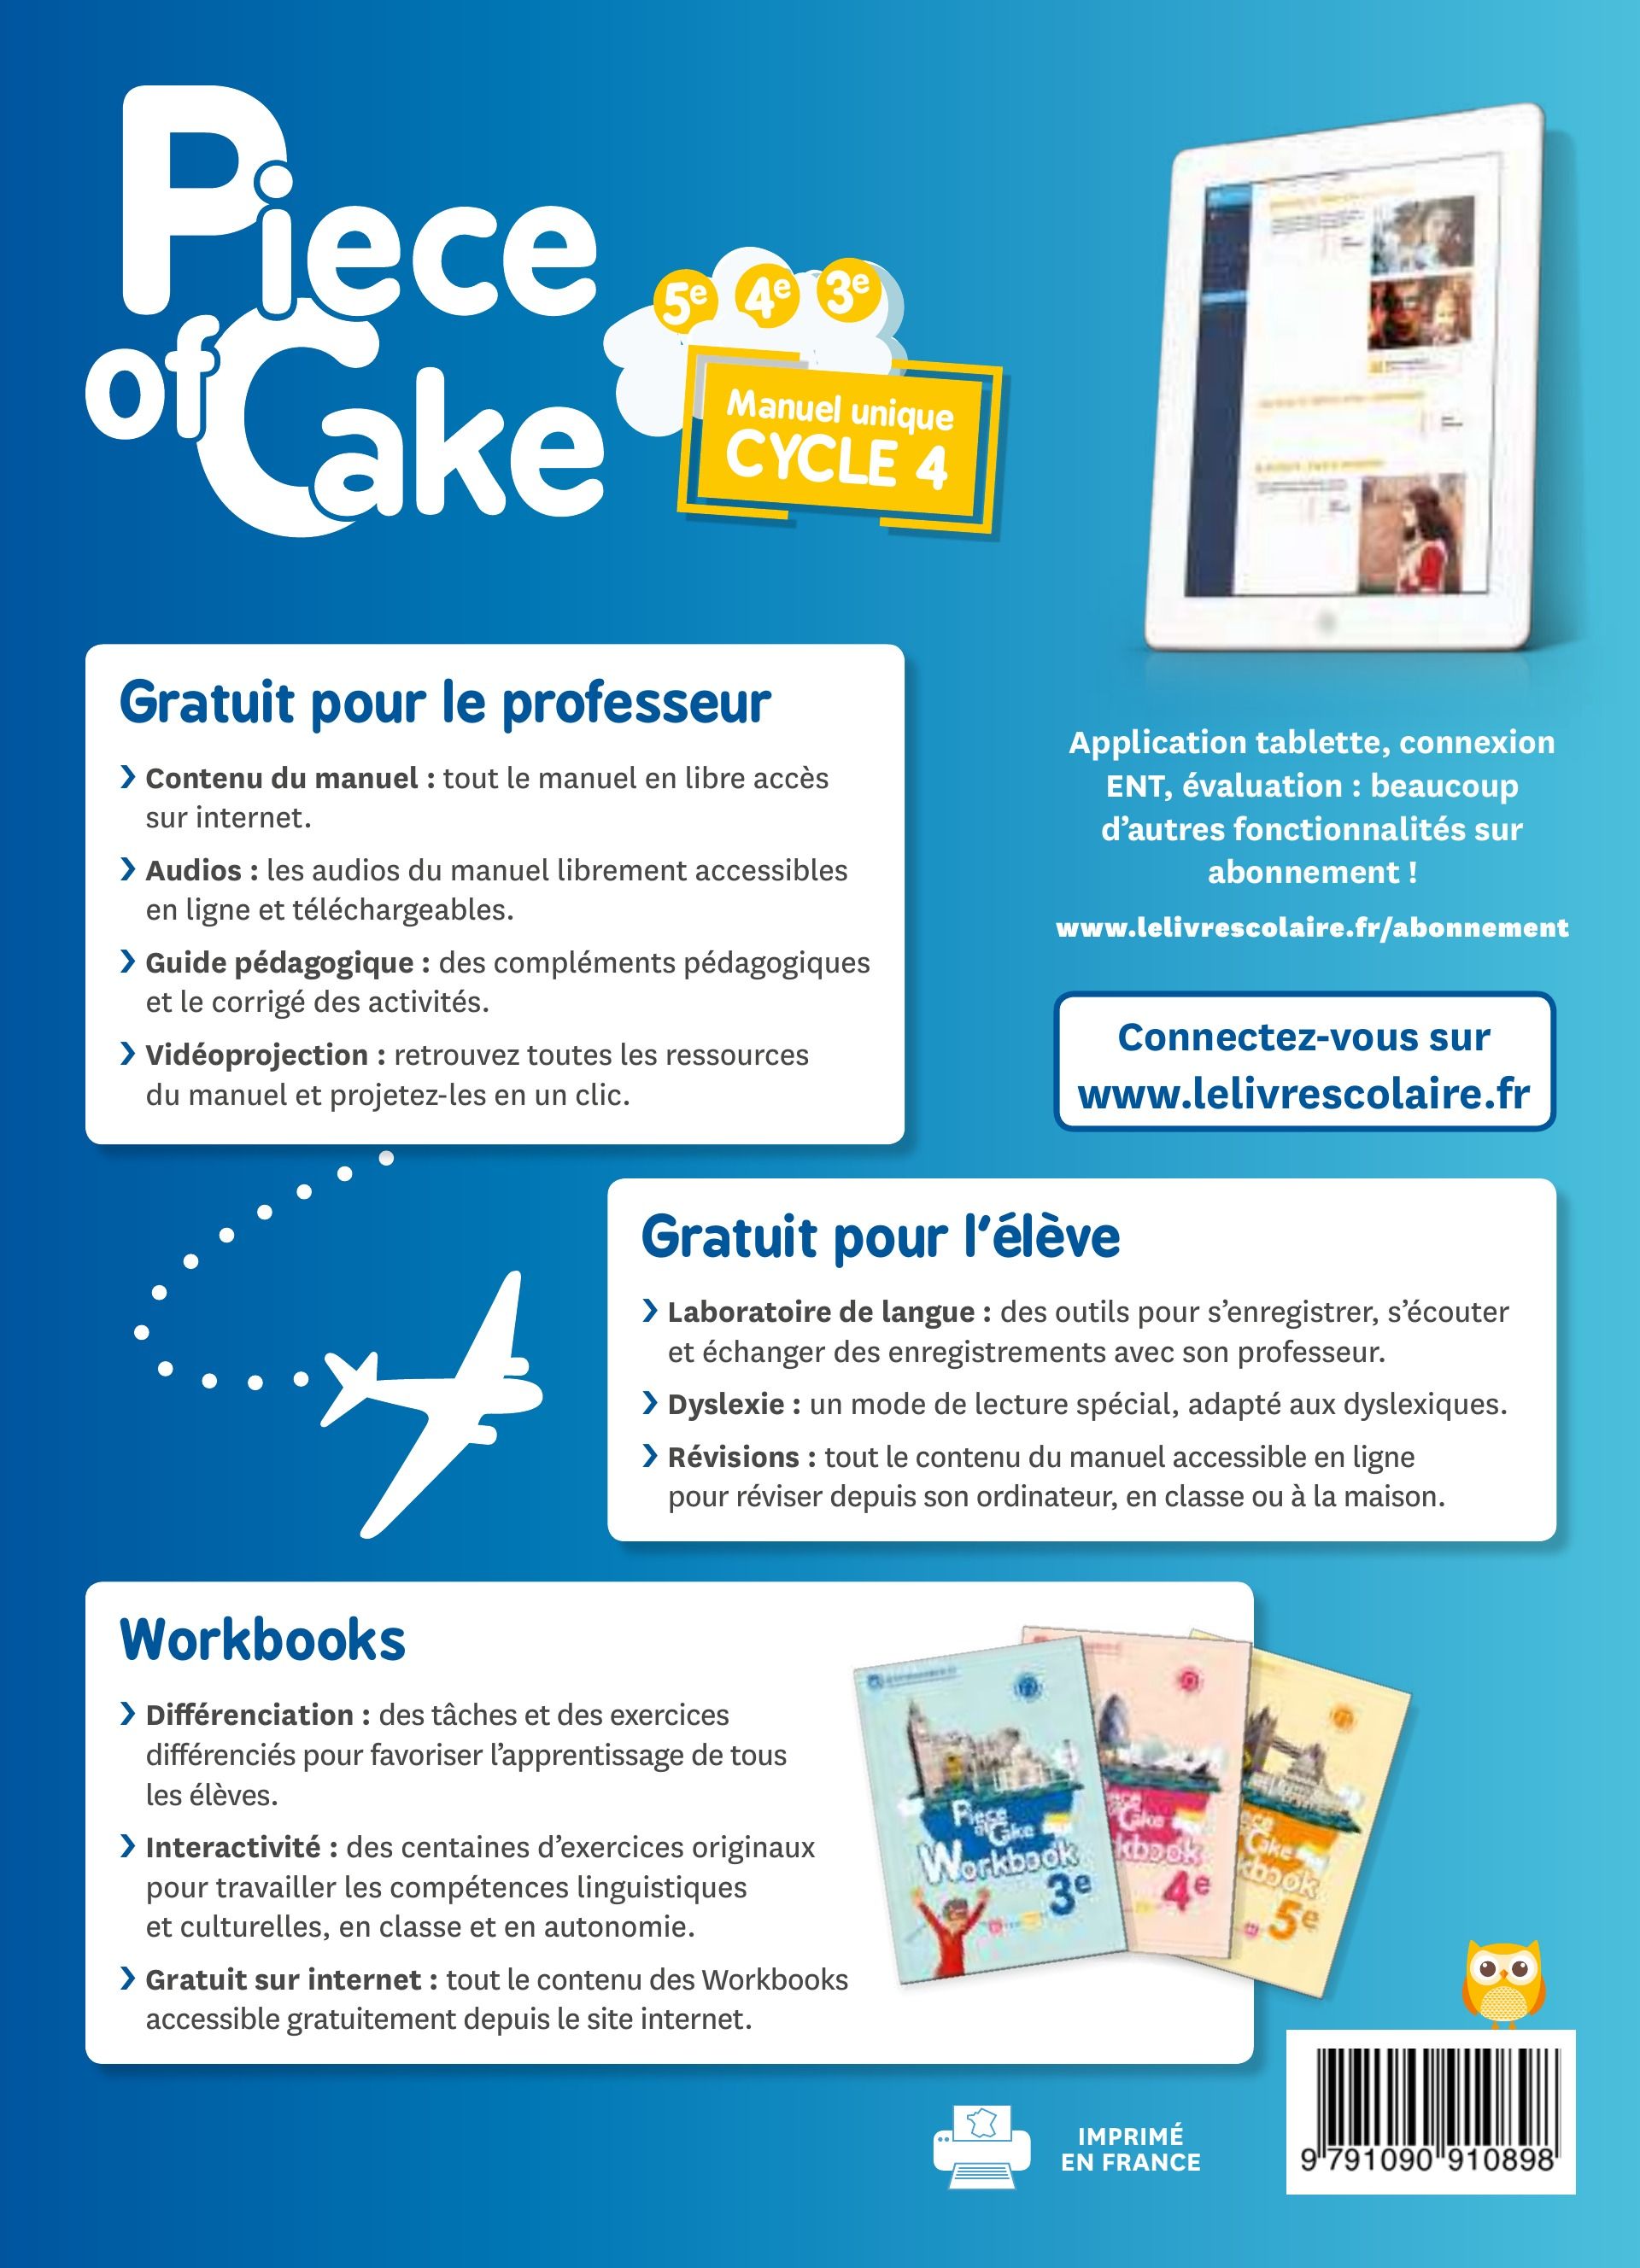 Piece
of Cake
5e 4e 3e
Manuel unique
CYCLE 4
Gratuit pour le professeur
› Contenu du manuel : tout le manuel en libre accès
sur internet.
› Audios : les audios du manuel librement accessibles
en ligne et téléchargeables.
› Guide pédagogique : des compléments pédagogiques
et le corrigé des activités.
› Vidéoprojection : retrouvez toutes les ressources
du manuel et projetez-les en un clic.
Application tablette, connexion
ENT, évaluation : beaucoup
d’autres fonctionnalités sur
abonnement !
www.lelivrescolaire.fr/abonnement
Connectez-vous sur
www.lelivrescolaire.fr
Gratuit pour l’élève
› Laboratoire de langue : des outils pour s’enregistrer, s’écouter
et échanger des enregistrements avec son professeur.
› Dyslexie : un mode de lecture spécial, adapté aux dyslexiques.
› Révisions : tout le contenu du manuel accessible en ligne
pour réviser depuis son ordinateur, en classe ou à la maison.
Workbooks
› Différenciation : des tâches et des exercices
différenciés pour favoriser l’apprentissage de tous
les élèves.
› Interactivité : des centaines d’exercices originaux
pour travailler les compétences linguistiques
et culturelles, en classe et en autonomie.
› Gratuit sur internet : tout le contenu des Workbooks
accessible gratuitement depuis le site internet.
Piece
of Cake
Workbook
3e
ece
Cake
kbook
4e
ece
Cake
kbook
5e
IMPRIMÉ
EN FRANCE
9 791090 910898